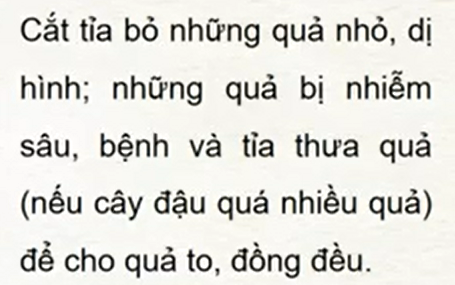 Cắt tỉa bỏ những quả nhỏ, dị
hình; những quả bị nhiễm
sâu, bệnh và tỉa thưa quả
(nếu cây đậu quá nhiều quả)
để cho quả to, đồng đều.